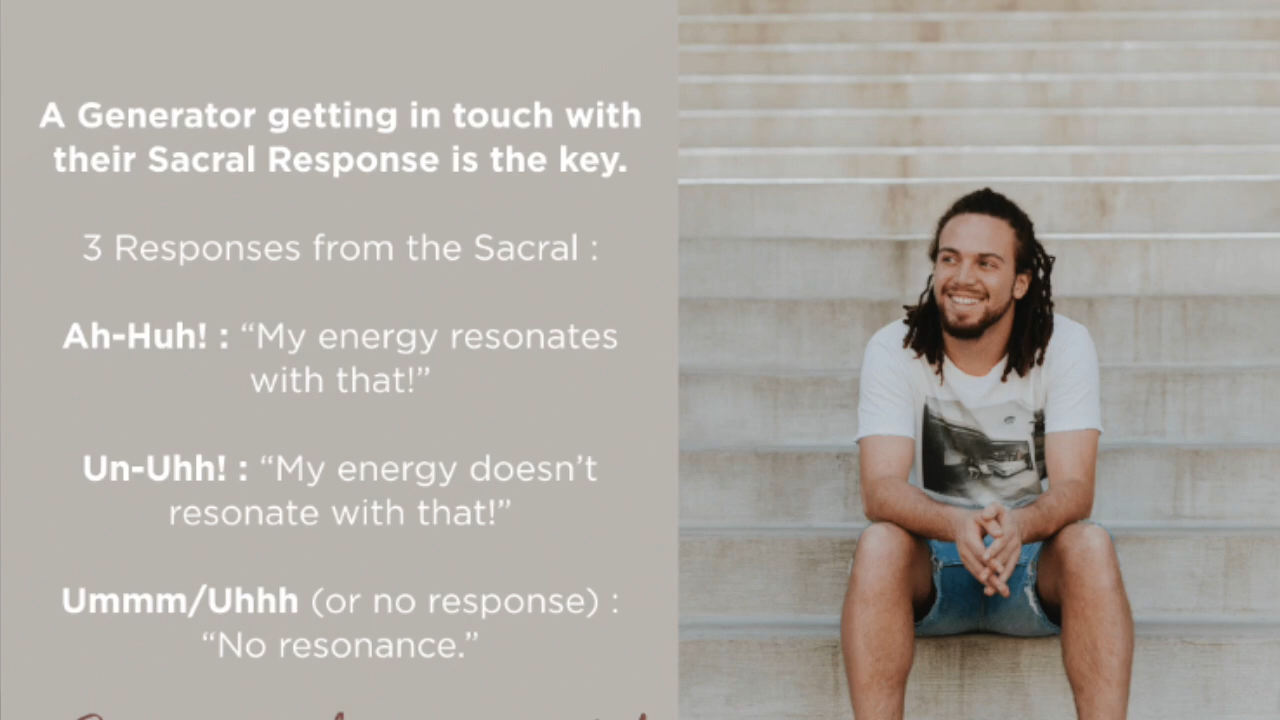 A Generator getting in touch with
their Sacral Response is the key.
3 Responses from the Sacral :
Ah-Huh! : “My energy resonates
with that!”
Un-Uhh! : “My energy doesn’t
resonate with that!”
Ummm/Uhhh (or no response) :
“No resonance.”